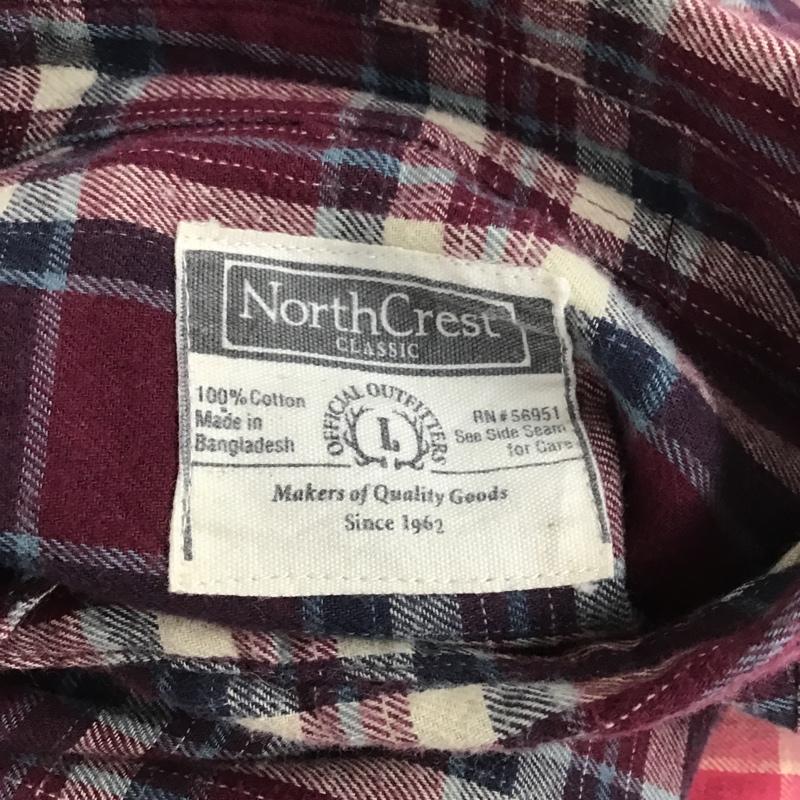 NorthCrest
CLASSIC
100% Cotton
Made in
Bangladesh
OFFICIAL OUTFITTERS
L
RN # 56951
See Side Seam
for Care
Makers of Quality Goods
Since 1962